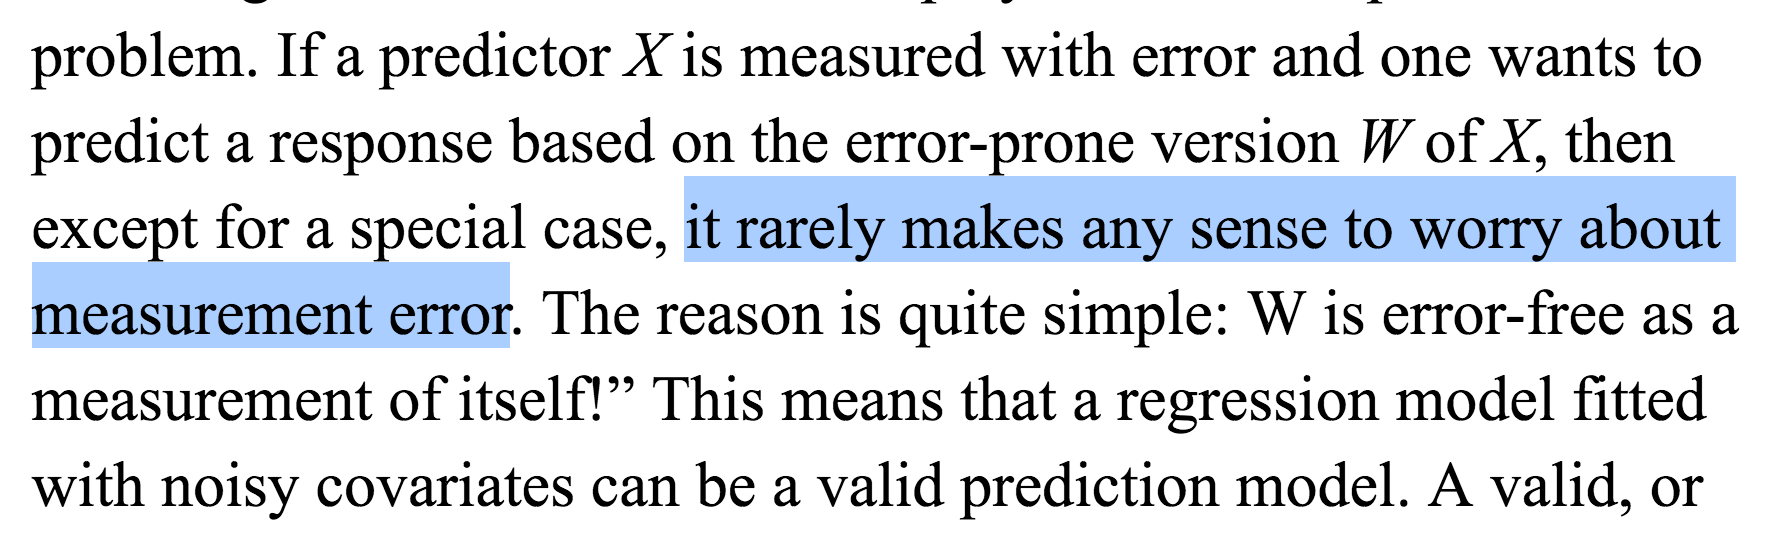 problem. If a predictor X is measured with error and one wants to
predict a response based on the error-prone version W of X, then
except for a special case, it rarely makes any sense to worry about
measurement error. The reason is quite simple: W is error-free as a
measurement of itself!” This means that a regression model fitted
with noisy covariates can be a valid prediction model. A valid, or